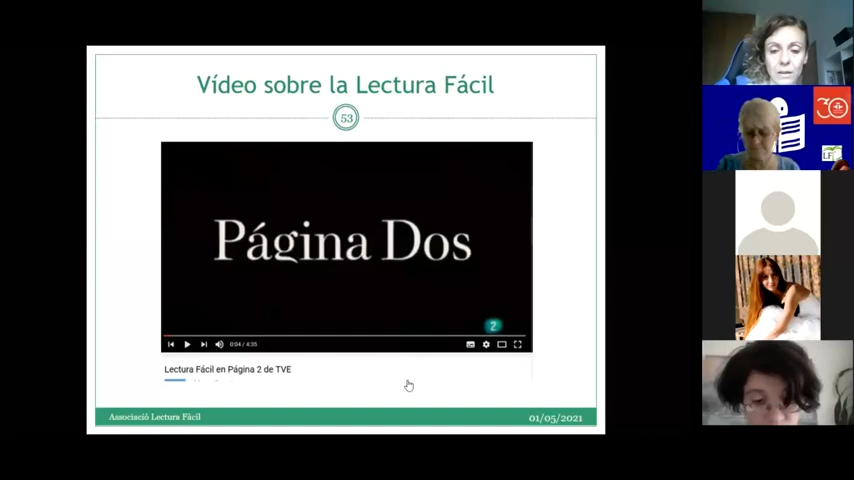 Vídeo sobre la Lectura Fácil
53
Página Dos
2
0:04 / 4:35
Lectura Fácil en Página 2 de TVE
Associació Lectura Fàcil
01/05/2021
30
LF